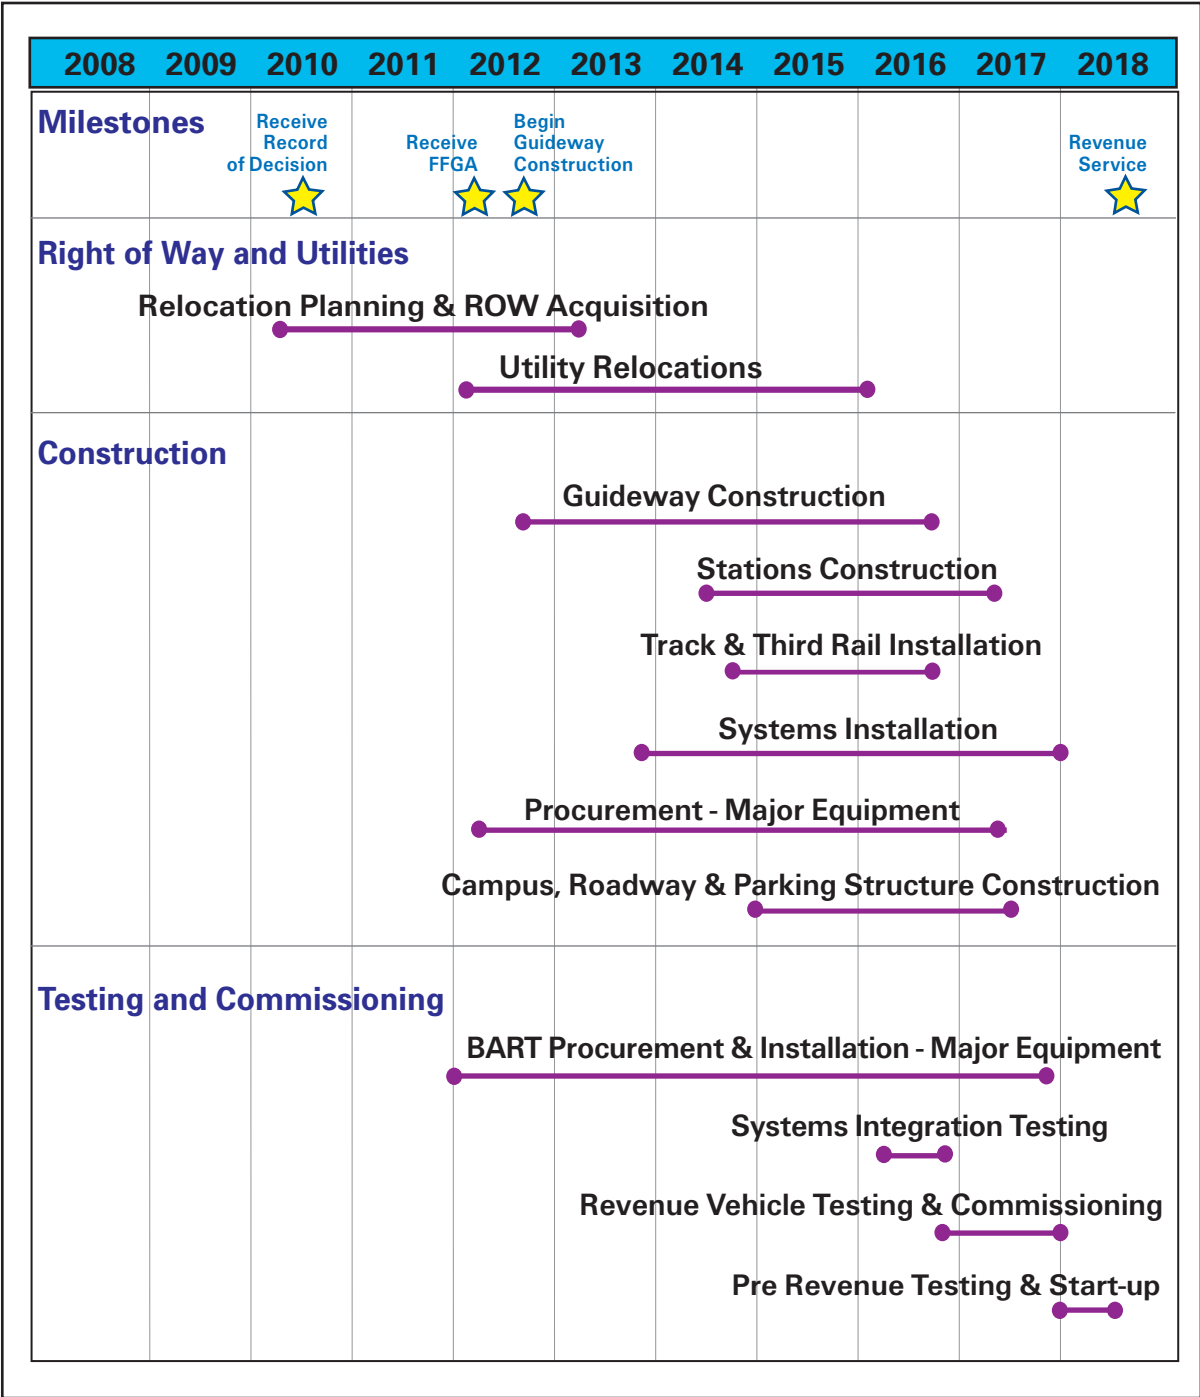 2008 2009 2010 2011 2012 2013 2014 2015 2016 2017 2018
Milestones
Receive
Record
of Decision
Receive
FFGA
Begin
Guideway
Construction
Revenue
Service
Right of Way and Utilities
Relocation Planning & ROW Acquisition
Utility Relocations
Construction
Guideway Construction
Stations Construction
Track & Third Rail Installation
Systems Installation
Procurement - Major Equipment
Campus, Roadway & Parking Structure Construction
Testing and Commissioning
BART Procurement & Installation - Major Equipment
Systems Integration Testing
Revenue Vehicle Testing & Commissioning
Pre Revenue Testing & Start-up